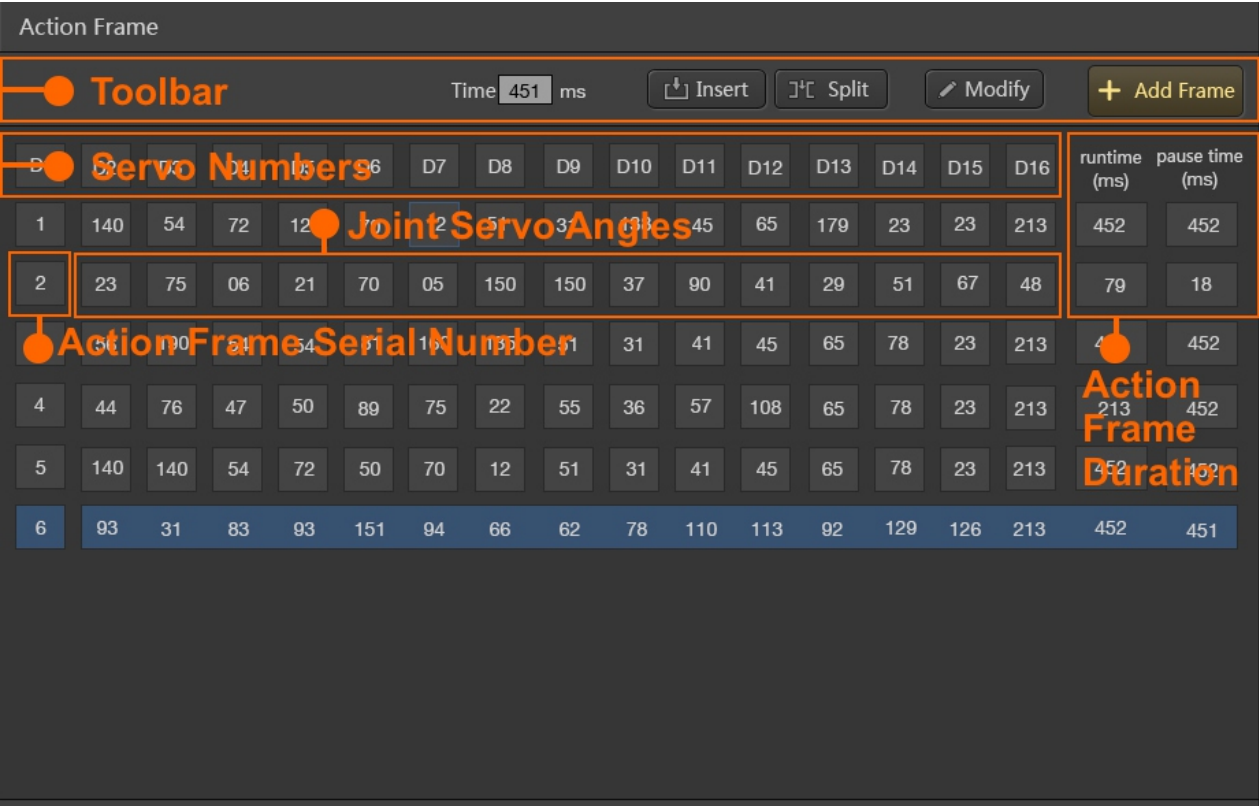 Action Frame
Toolbar Time 451 ms Insert Split Modify Add Frame
Servo Numbers D7 D8 D9 D10 D11 D12 D13 D14 D15 D16 runtime (ms) pause time (ms)
1 140 54 72 Joint Servo Angles 45 65 179 23 23 213 452 452
2 23 75 06 21 70 05 150 150 37 90 41 29 51 67 48 79 18
Action Frame Serial Number 31 41 45 65 78 23 213 452
Action Frame Duration
4 44 76 47 50 89 75 22 55 36 57 108 65 78 23 213 213 452
5 140 140 54 72 50 70 12 51 31 41 45 65 78 23 213 452 452
6 93 31 83 93 151 94 66 62 78 110 113 92 129 126 213 452 451